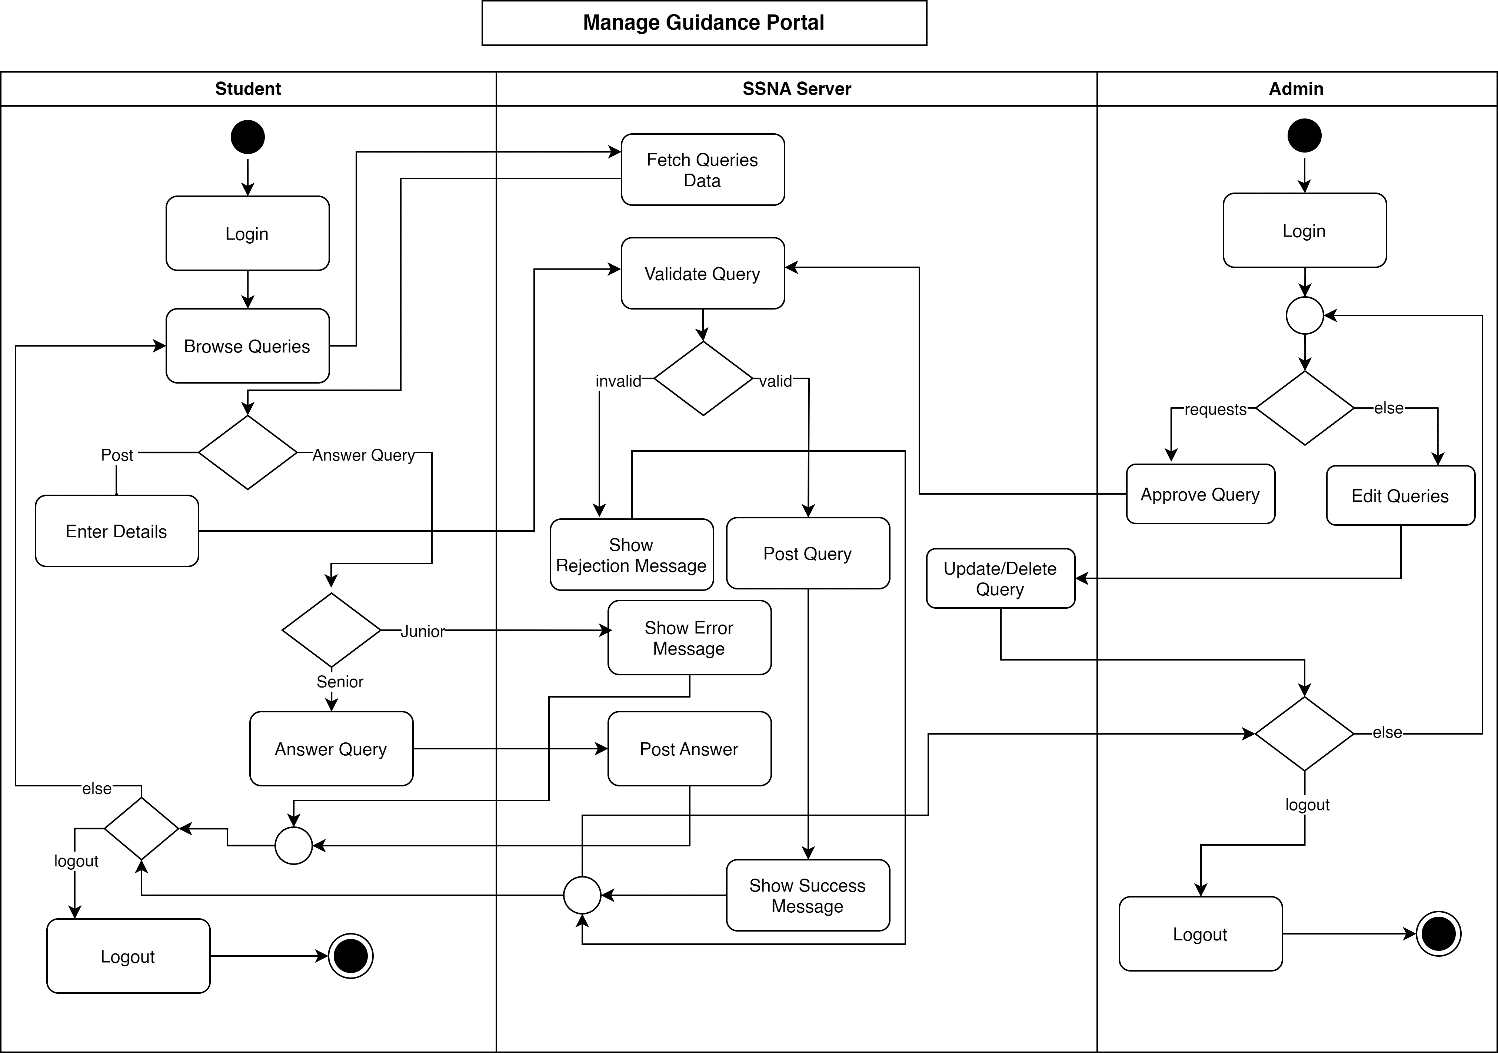 Manage Guidance Portal
Student
SSNA Server
Admin
Fetch Queries
Data
Login
Login
Validate Query
Browse Queries
invalid
valid
requests
else
Post
Answer Query
Approve Query
Edit Queries
Enter Details
Show
Rejection Message
Post Query
Update/Delete
Query
Junior
Show Error
Message
Senior
Answer Query
Post Answer
else
else
logout
logout
Show Success
Message
Logout
Logout